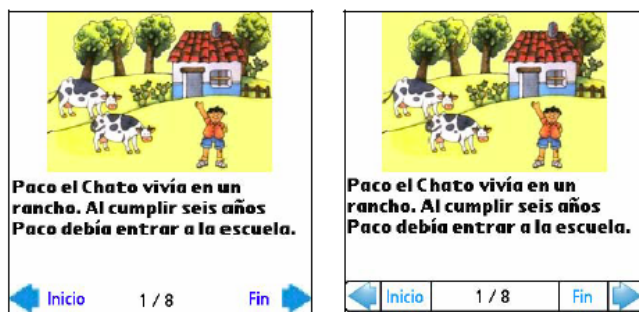 Paco el Chato vivía en un
rancho. Al cumplir seis años
Paco debía entrar a la escuela.
Inicio 1 / 8 Fin
Paco el Chato vivía en un
rancho. Al cumplir seis años
Paco debía entrar a la escuela.
Inicio 1 / 8 Fin